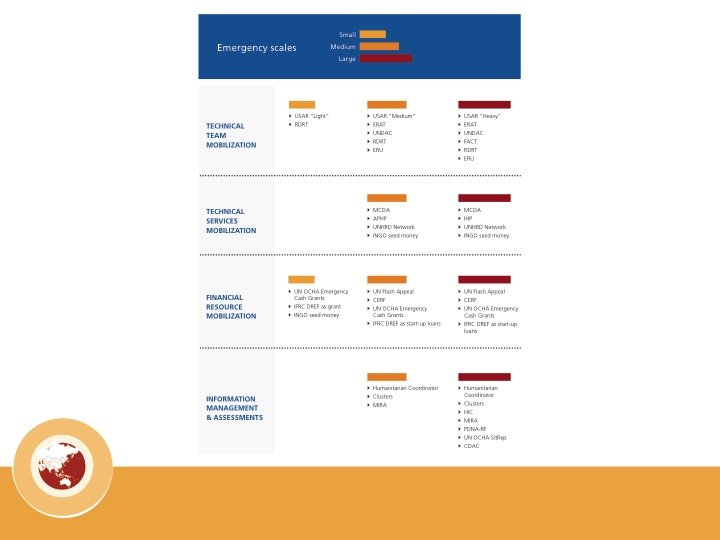 Emergency scales
Small
Medium
Large
TECHNICAL
TEAM
MOBILIZATION
USAR "Light"
RDRT
USAR "Medium"
ERAT
UNDAC
RDRT
ERU
USAR "Heavy"
ERAT
UNDAC
FACT
RDRT
ERU
TECHNICAL
SERVICES
MOBILIZATION
MCDA
APHP
UNHRD Network
INGO seed money
MCDA
IHP
UNHRD Network
INGO seed money
FINANCIAL
RESOURCE
MOBILIZATION
UN OCHA Emergency
Cash Grants
IFRC DREF as grant
INGO seed money
UN Flash Appeal
CERF
UN OCHA Emergency
Cash Grants
IFRC DREF as start-up loans
UN Flash Appeal
CERF
UN OCHA Emergency
Cash Grants
IFRC DREF as start-up
loans
INFORMATION
MANAGEMENT
& ASSESSMENTS
Humanitarian Coordinator
Clusters
MIRA
Humanitarian
Coordinator
Clusters
HIC
MIRA
PDNA-RF
UN OCHA SitRep
CDAC